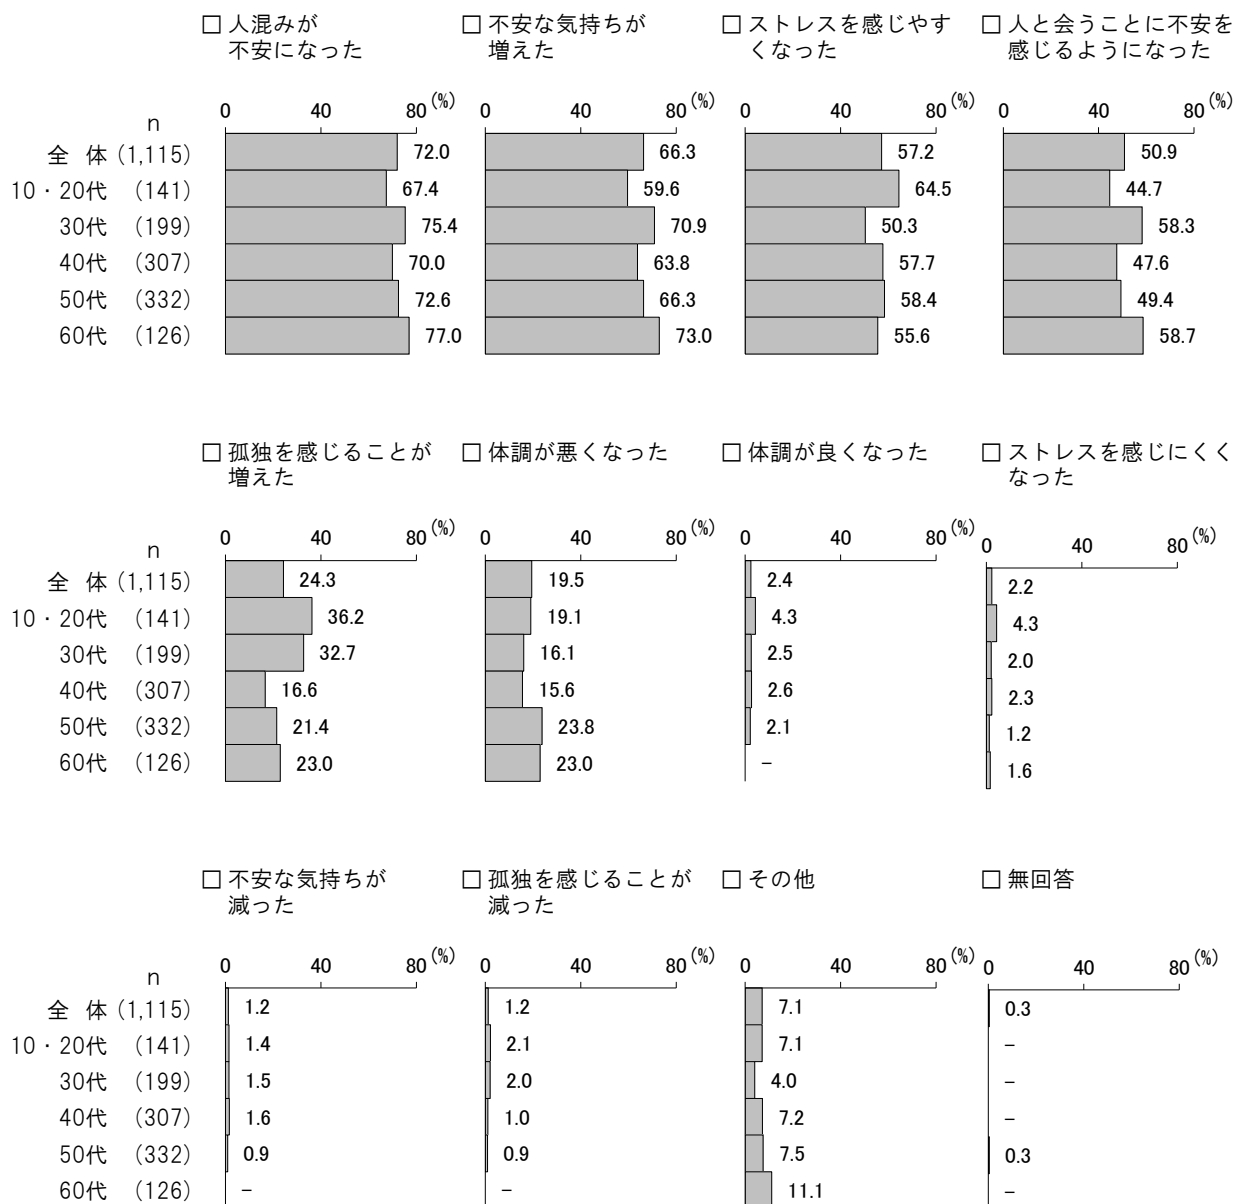 □ 人混みが
不安になった
□ 不安な気持ちが
増えた
□ ストレスを感じやす
くなった
□ 人と会うことに不安を
感じるようになった
0 40 80 (%) 0 40 80 (%) 0 40 80 (%) 0 40 80 (%)
n
全 体 (1,115) 72.0 66.3 57.2 50.9
10・20代 (141) 67.4 59.6 64.5 44.7
30代 (199) 75.4 70.9 50.3 58.3
40代 (307) 70.0 63.8 57.7 47.6
50代 (332) 72.6 66.3 58.4 49.4
60代 (126) 77.0 73.0 55.6 58.7
□ 孤独を感じることが
増えた
□ 体調が悪くなった
□ 体調が良くなった
□ ストレスを感じにくく
なった
0 40 80 (%) 0 40 80 (%) 0 40 80 (%) 0 40 80 (%)
n
全 体 (1,115) 24.3 19.5 2.4 2.2
10・20代 (141) 36.2 19.1 4.3 4.3
30代 (199) 32.7 16.1 2.5 2.0
40代 (307) 16.6 15.6 2.6 2.3
50代 (332) 21.4 23.8 2.1 1.2
60代 (126) 23.0 23.0 – 1.6
□ 不安な気持ちが
減った
□ 孤独を感じることが
減った
□ その他
□ 無回答
0 40 80 (%) 0 40 80 (%) 0 40 80 (%) 0 40 80 (%)
n
全 体 (1,115) 1.2 1.2 7.1 0.3
10・20代 (141) 1.4 2.1 7.1 –
30代 (199) 1.5 2.0 4.0 –
40代 (307) 1.6 1.0 7.2 –
50代 (332) 0.9 0.9 7.5 0.3
60代 (126) – – 11.1 –